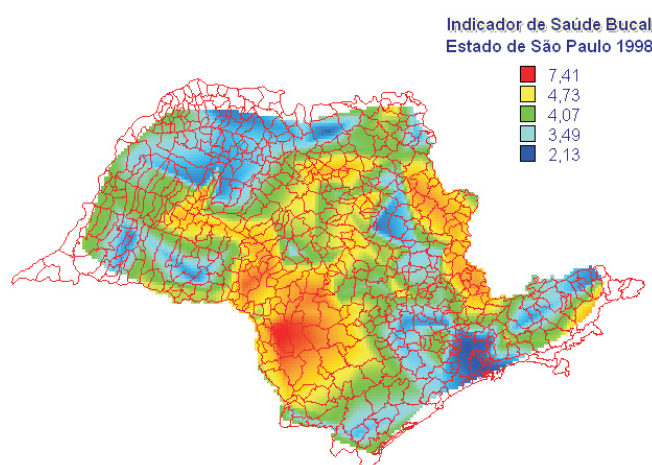 Indicador de Saúde Bucal
Estado de São Paulo 1998
7,41
4,73
4,07
3,49
2,13